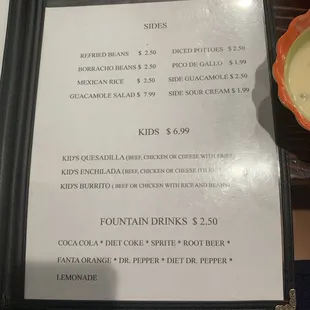 SIDES
REFRIED BEANS $ 2.50 DICED POTTOES $ 2.50
BORRACHO BEANS $ 2.50 PICO DE GALLO $ 1.99
MEXICAN RICE $ 2.50 SIDE GUACAMOLE $ 2.50
GUACAMOLE SALAD $ 7.99 SIDE SOUR CREAM $ 1.99
KIDS $ 6.99
KID'S QUESADILLA (BEEF, CHICKEN OR CHEESE WITH FRIES)
KID'S ENCHILADA (BEEF, CHICKEN OR CHEESE
KID'S BURRITO ( BEEF OR CHICKEN WITH RICE AND BEANS)
FOUNTAIN DRINKS $ 2.50
COCA COLA * DIET COKE * SPRITE * ROOT BEER *
FANTA ORANGE * DR. PEPPER * DIET DR. PEPPER *
LEMONADE